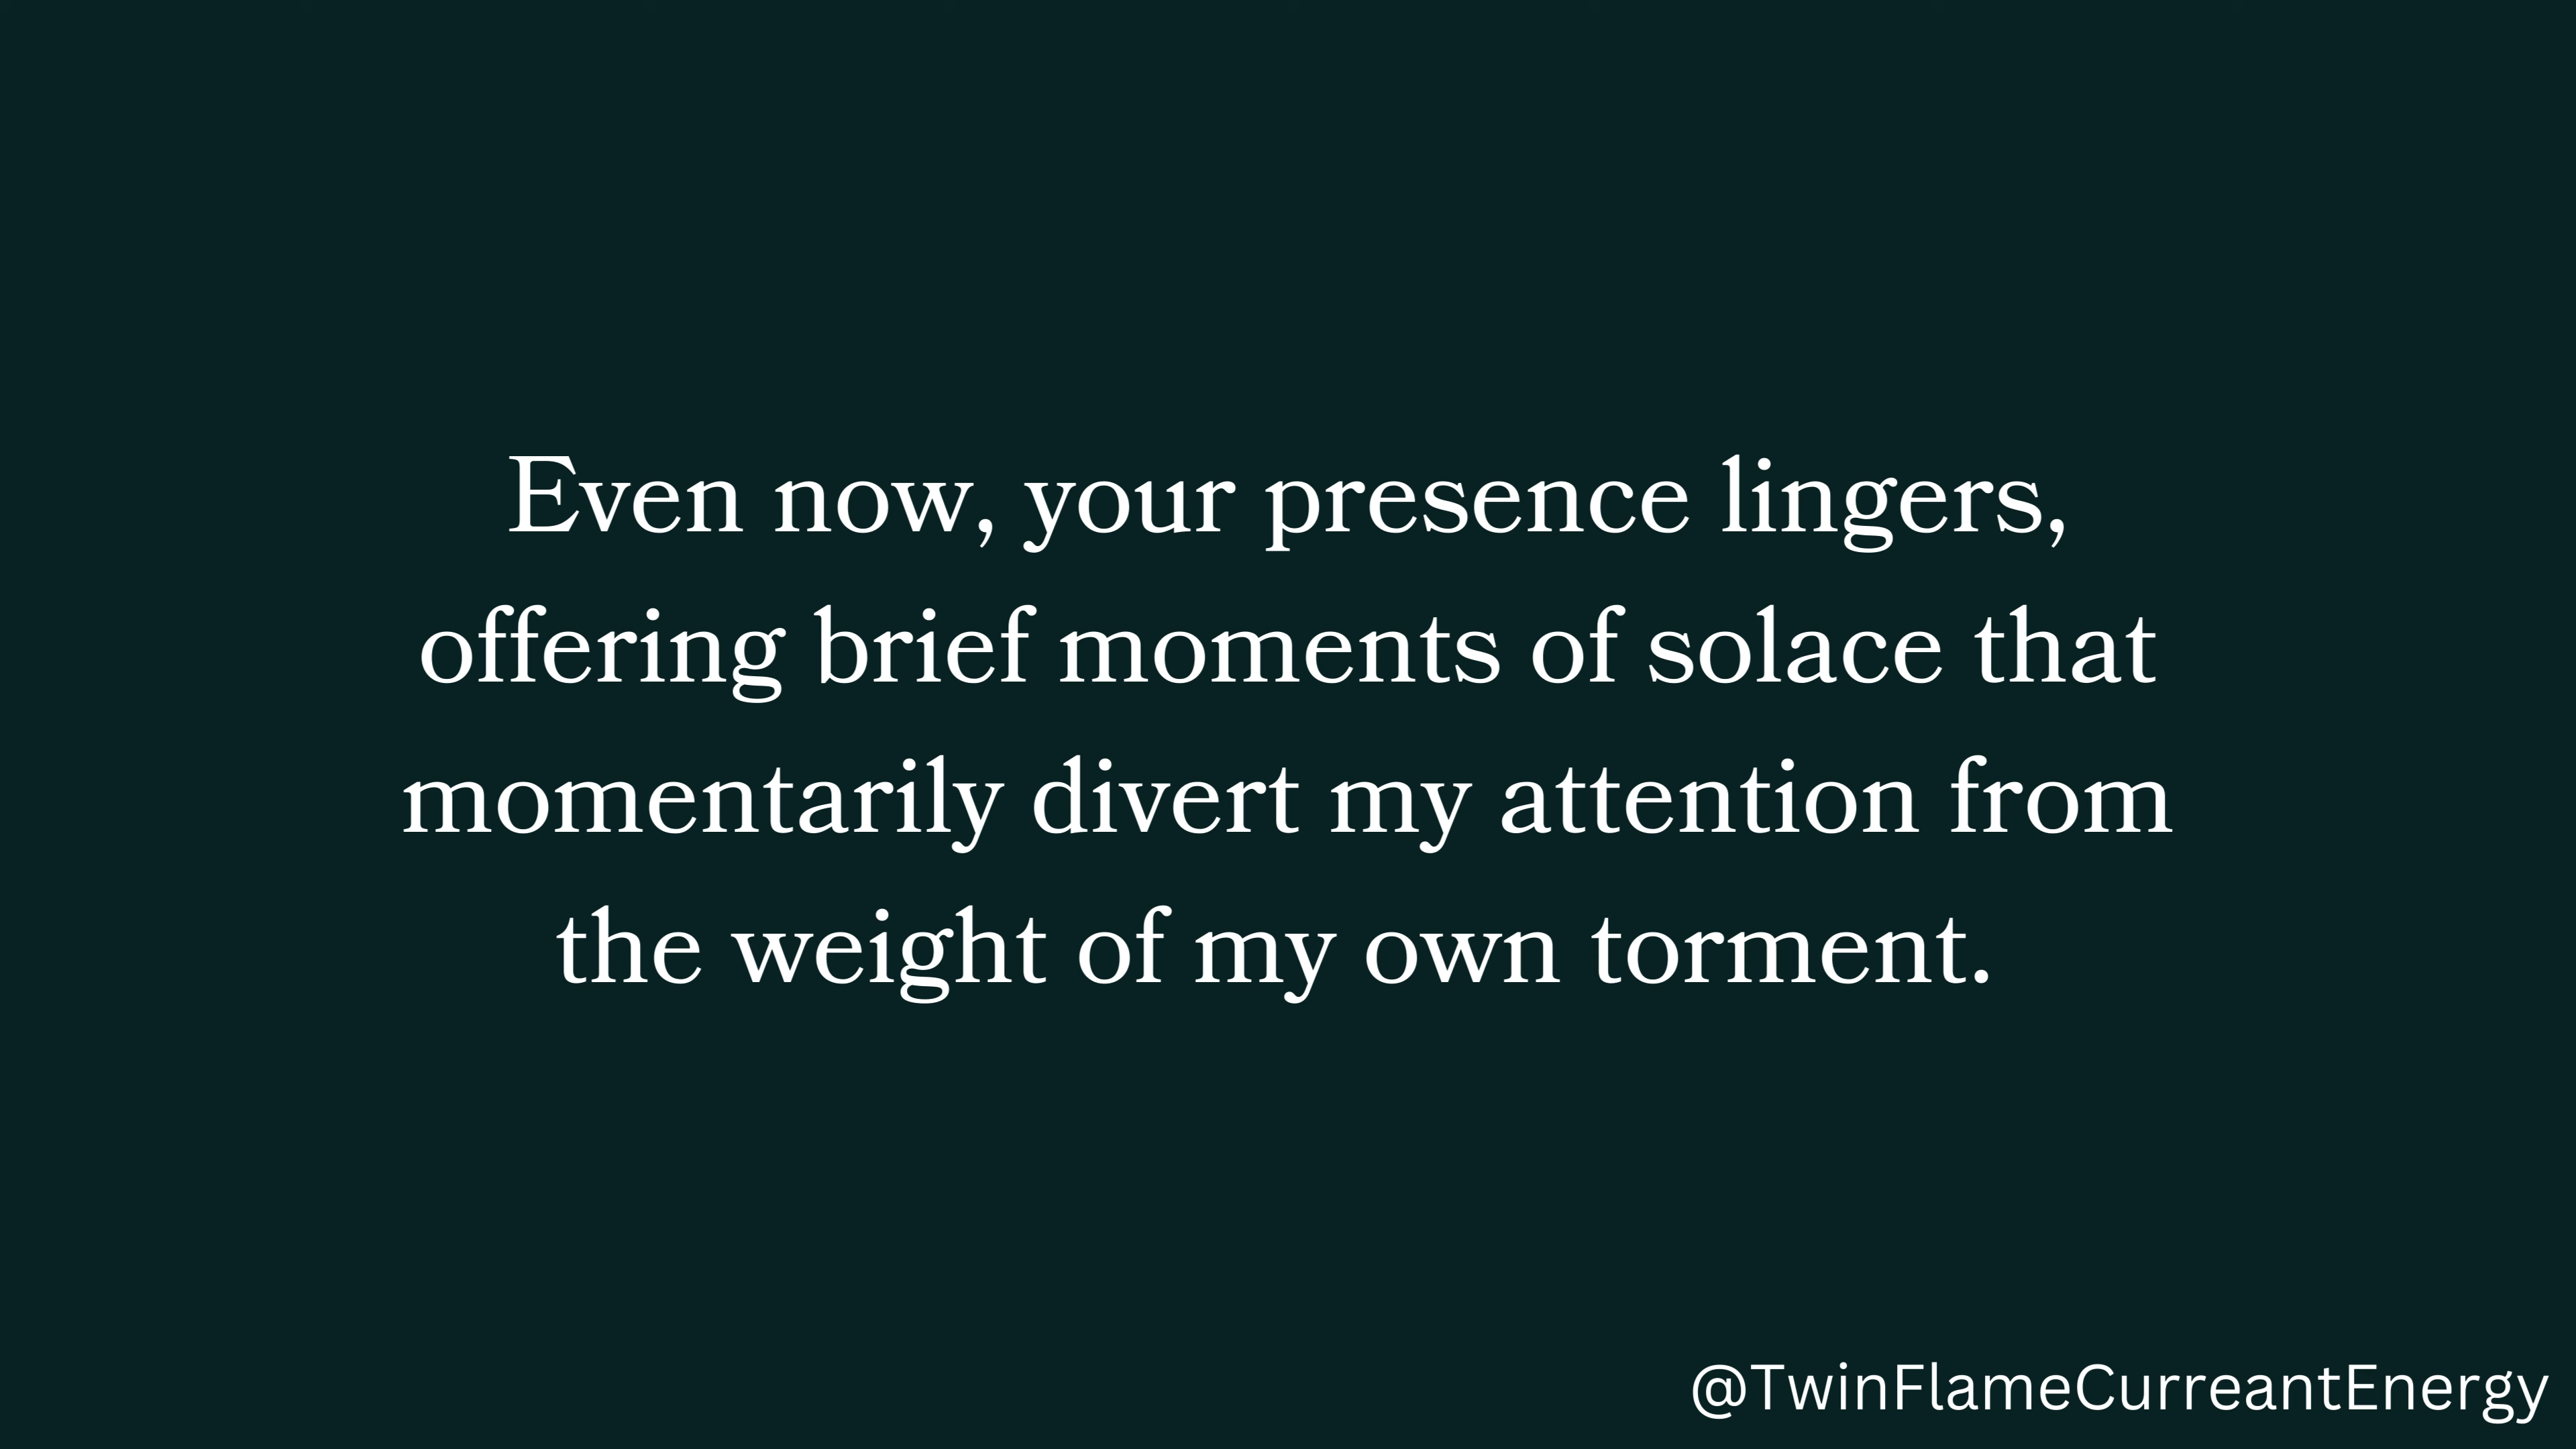 Even now, your presence lingers,
offering brief moments of solace that
momentarily divert my attention from
the weight of my own torment.
@TwinFlameCurreantEnergy